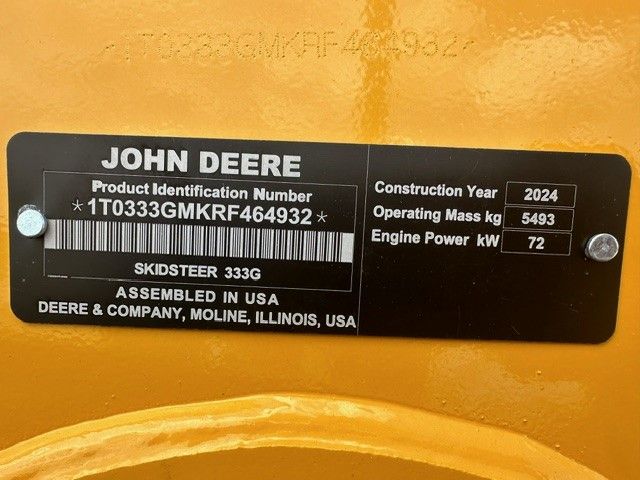 *1T0333GMKRF464932*
JOHN DEERE
Product Identification Number
*1T0333GMKRF464932*
SKIDSTEER 333G
ASSEMBLED IN USA
DEERE & COMPANY, MOLINE, ILLINOIS, USA
Construction Year 2024
Operating Mass kg 5493
Engine Power kW 72